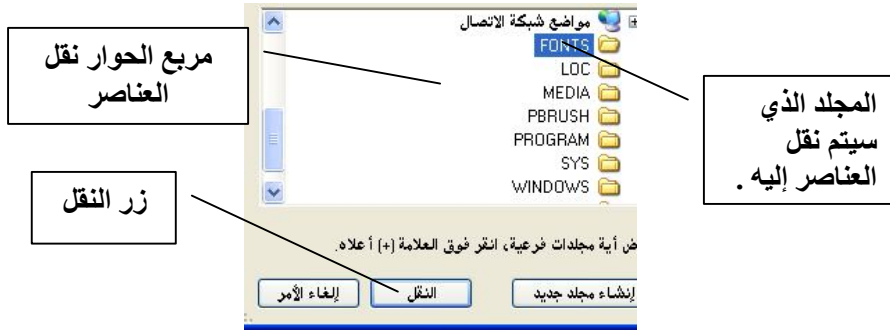 مواضع شبكة الاتصال
FONTS
LOC
MEDIA
PBRUSH
PROGRAM
SYS
WINDOWS
ض أية مجلدات فرعية، انقر فوق العلامة (+) أعلاه.
إنشاء مجلد جديد
النقل
إلغاء الأمر
المجلد الذي
سيتم نقل
العناصر إليه .
مربع الحوار نقل
العناصر
زر النقل